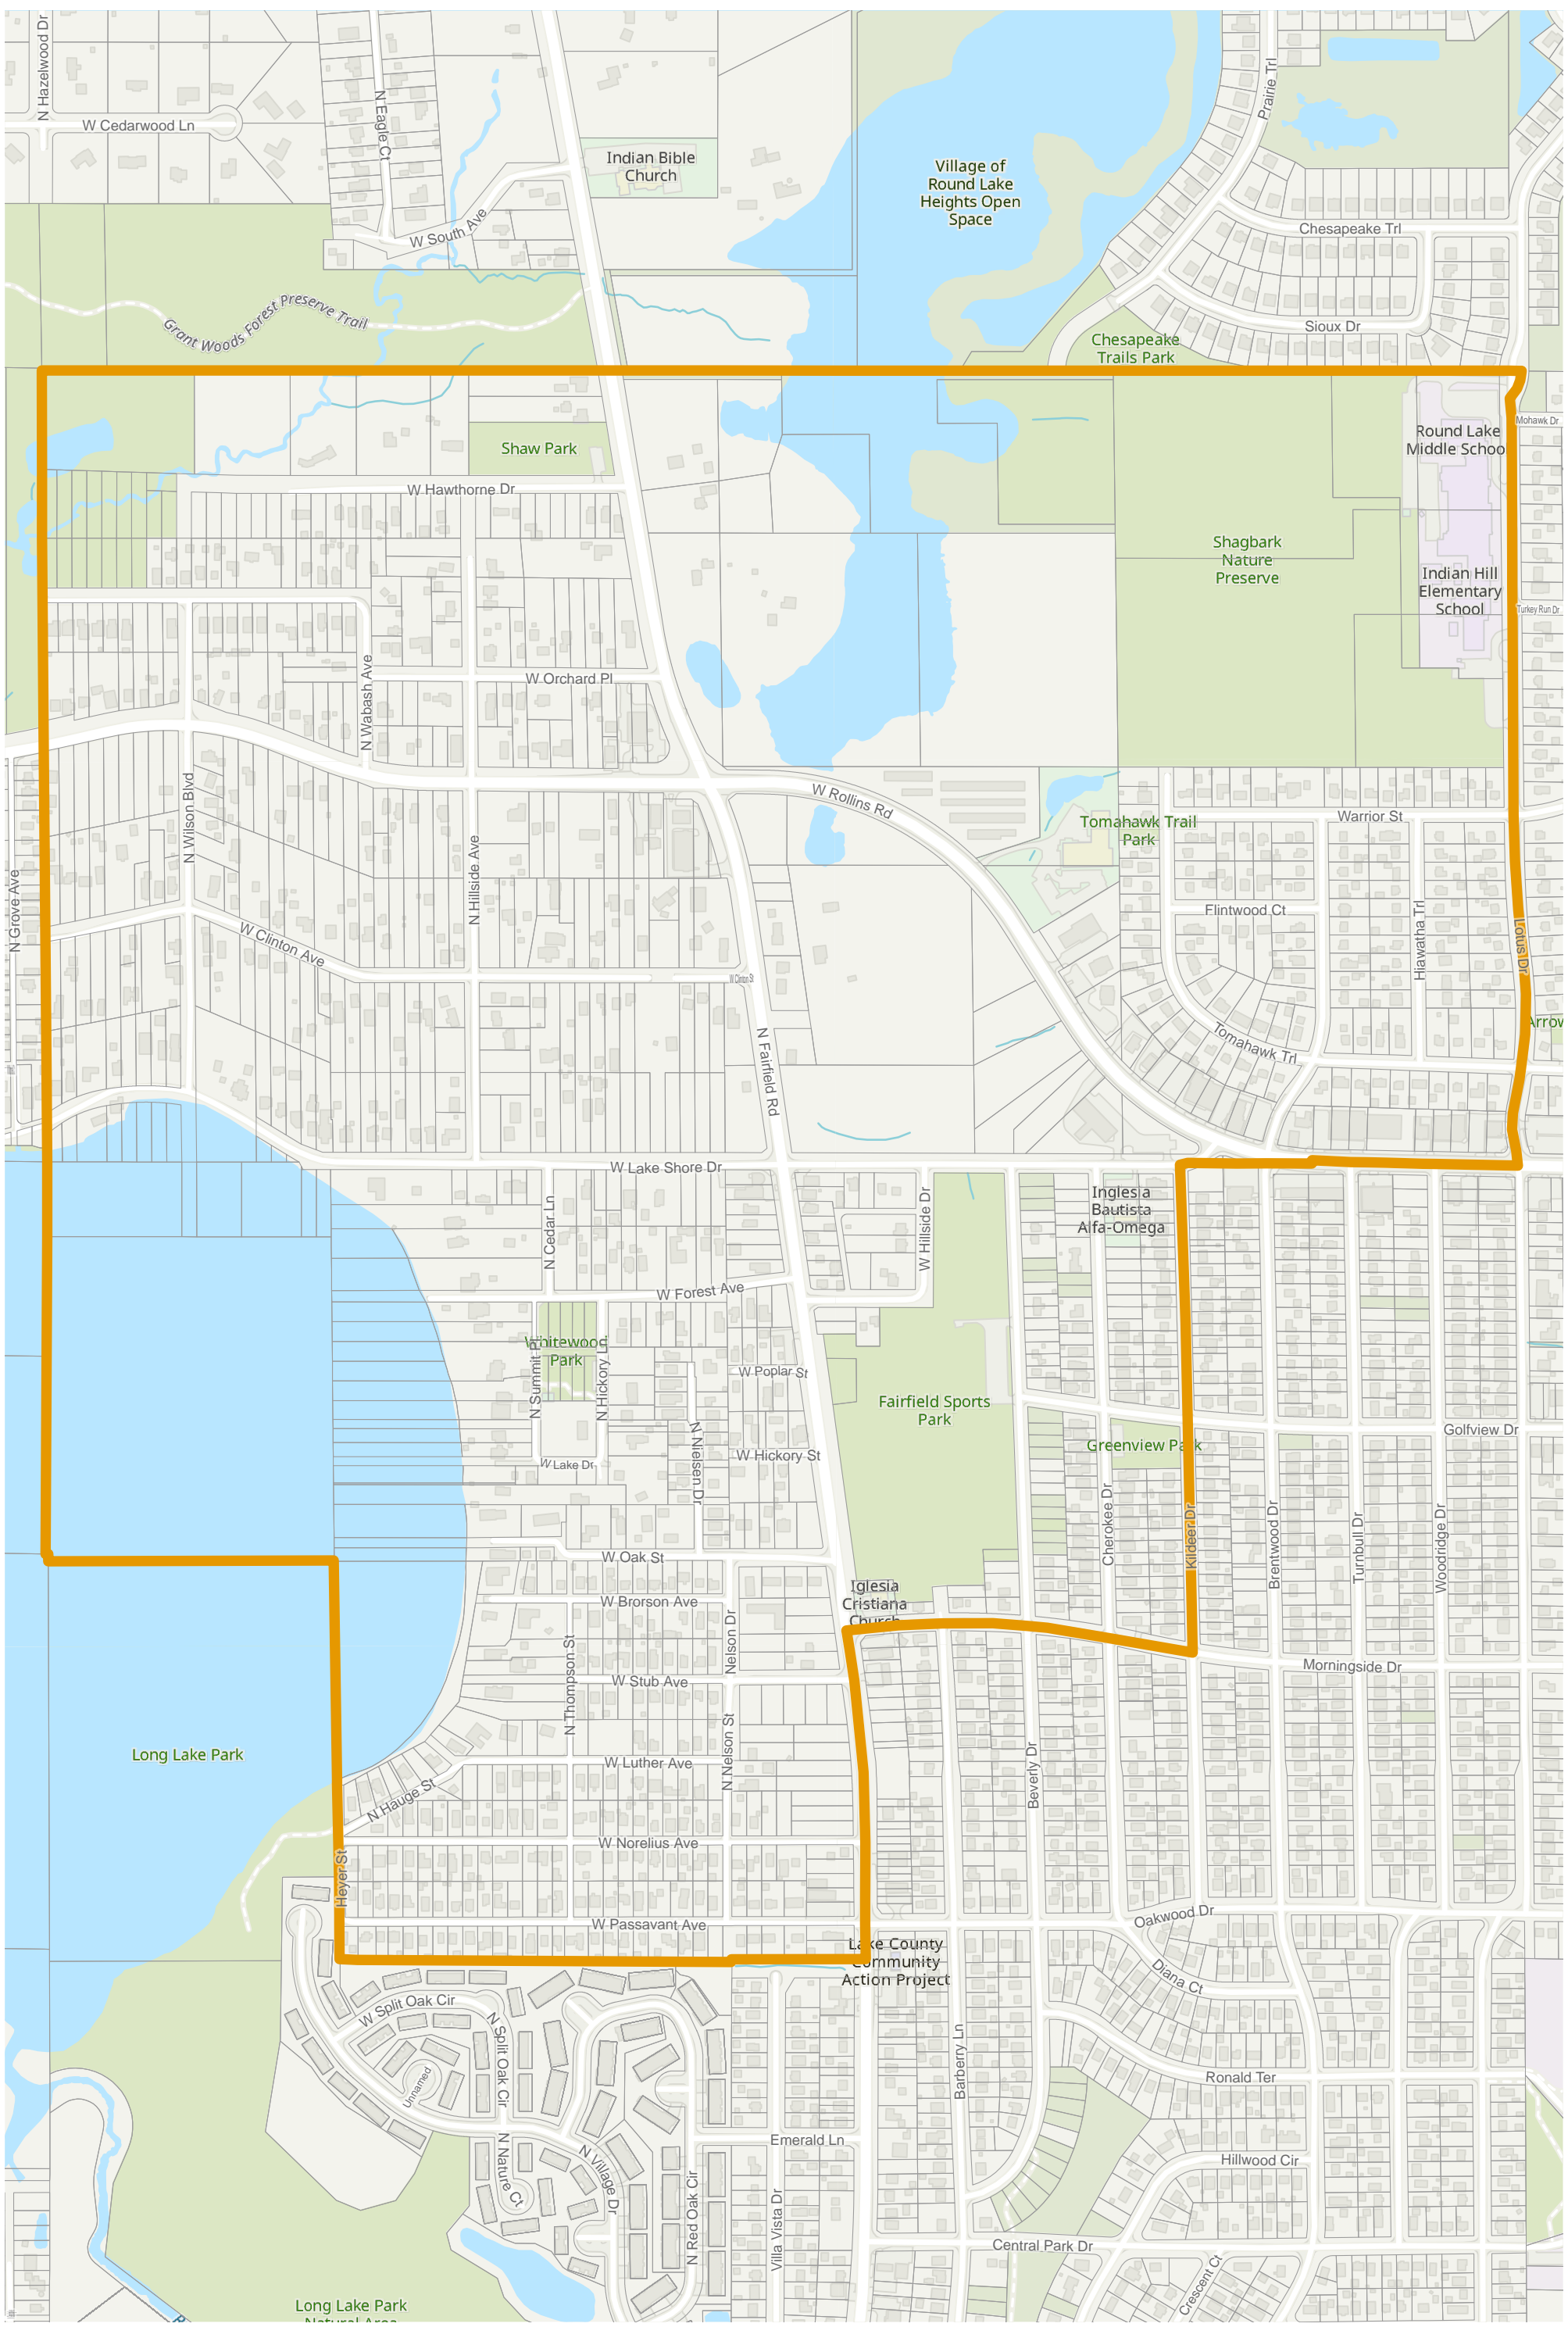 N Hazelwood Dr
W Cedarwood Ln
N Eagle Ct
W South Ave
Indian Bible
Church
Village of
Round Lake
Heights Open
Space
Prairie Trl
Chesapeake Trl
Sioux Dr
Chesapeake
Trails Park
Grant Woods Forest Preserve Trail
Mohawk Dr
Round Lake
Middle Schoo
Shaw Park
W Hawthorne Dr
Shagbark
Nature
Preserve
Indian Hill
Elementary
School
Turkey Run Dr
N Wabash Ave
W Orchard Pl
N Wilson Blvd
W Rollins Rd
Tomahawk Trail
Park
Warrior St
N Grove Ave
N Hillside Ave
W Clinton Ave
W Clinton St
Flintwood Ct
Hiawatha Trl
Lotus Dr
Arrow
Tomahawk Trl
N Fairfield Rd
W Lake Shore Dr
N Cedar Ln
W Hillside Dr
Inglesia
Bautista
Alfa-Omega
W Forest Ave
Whitewood
Park
N Summit Pl
N Hickory Ln
W Poplar St
Fairfield Sports
Park
Greenview Park
Golfview Dr
N Nielsen Dr
W Hickory St
W Lake Dr
Cherokee Dr
Kildeer Dr
Brentwood Dr
Turnbull Dr
Woodridge Dr
W Oak St
Iglesia
Cristiana
Church
W Brorson Ave
Nelson Dr
N Thompson St
W Stub Ave
Morningside Dr
Long Lake Park
N Nelson St
W Luther Ave
Beverly Dr
N Hauge St
W Norelius Ave
Heyer St
W Passavant Ave
Oakwood Dr
Lake County
Community
Action Project
Diana Ct
W Split Oak Cir
N Split Oak Cir
Unnamed
Barberry Ln
Ronald Ter
Emerald Ln
N Nature Ct
N Village Dr
N Red Oak Cir
Villa Vista Dr
Hillwood Cir
Central Park Dr
Crescent Ct
Long Lake Park
Natural Area